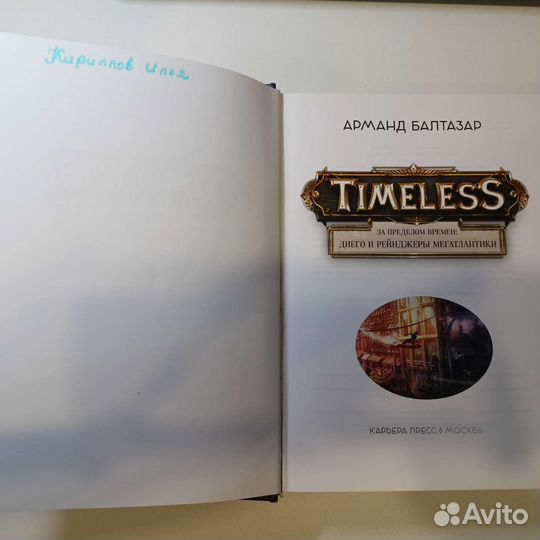 Кириллов Илья
АРМАНД БАЛТАЗАР
TIMELESS
ЗА ПРЕДЕЛОМ ВРЕМЕН:
ДИЕГО И РЕЙНДЖЕРЫ МЕГАТЛАНТИКИ
КАРЬЕРА ПРЕСС МОСКВА
Avito